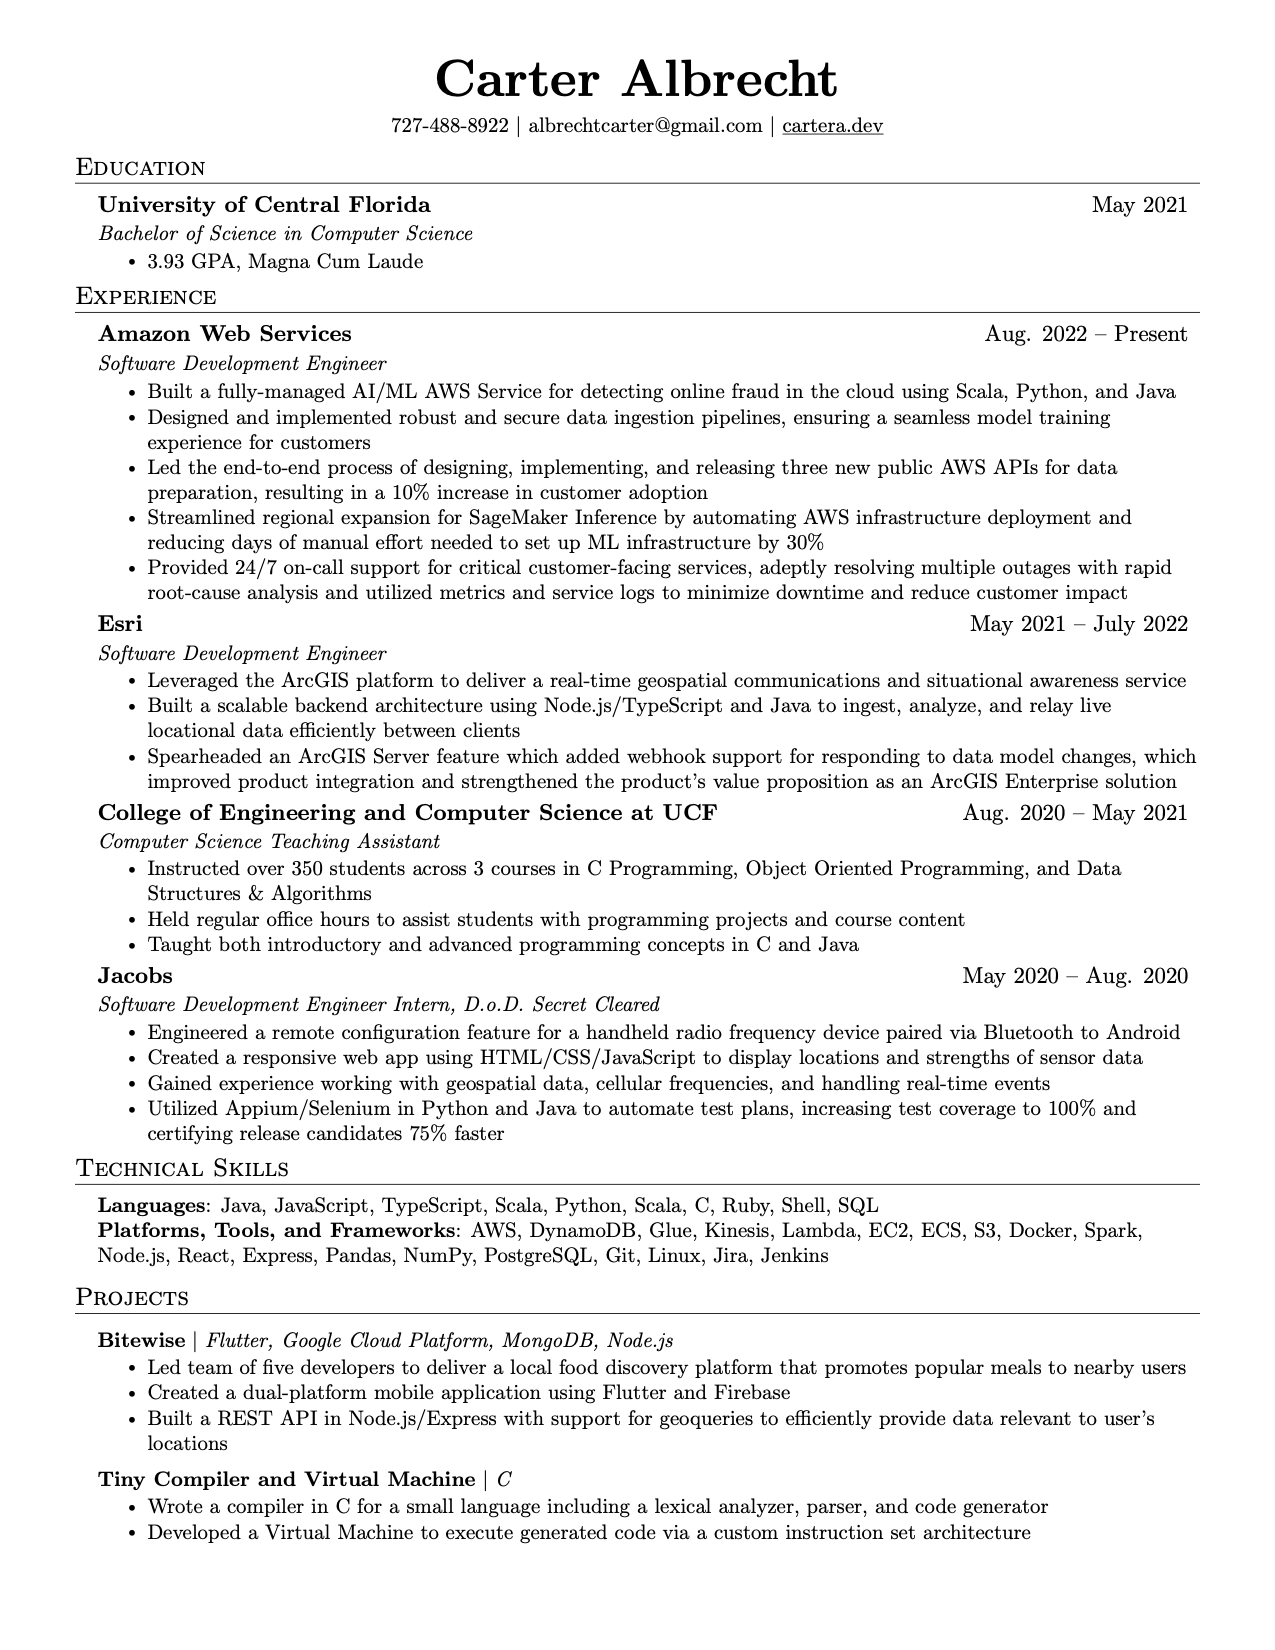 Carter Albrecht
727-488-8922 | albrechtcarter@gmail.com | cartera.dev
Education
University of Central Florida May 2021
Bachelor of Science in Computer Science
• 3.93 GPA, Magna Cum Laude
Experience
Amazon Web Services Aug. 2022 – Present
Software Development Engineer
• Built a fully-managed AI/ML AWS Service for detecting online fraud in the cloud using Scala, Python, and Java
• Designed and implemented robust and secure data ingestion pipelines, ensuring a seamless model training
experience for customers
• Led the end-to-end process of designing, implementing, and releasing three new public AWS APIs for data
preparation, resulting in a 10% increase in customer adoption
• Streamlined regional expansion for SageMaker Inference by automating AWS infrastructure deployment and
reducing days of manual effort needed to set up ML infrastructure by 30%
• Provided 24/7 on-call support for critical customer-facing services, adeptly resolving multiple outages with rapid
root-cause analysis and utilized metrics and service logs to minimize downtime and reduce customer impact
Esri May 2021 – July 2022
Software Development Engineer
• Leveraged the ArcGIS platform to deliver a real-time geospatial communications and situational awareness service
• Built a scalable backend architecture using Node.js/TypeScript and Java to ingest, analyze, and relay live
locational data efficiently between clients
• Spearheaded an ArcGIS Server feature which added webhook support for responding to data model changes, which
improved product integration and strengthened the product's value proposition as an ArcGIS Enterprise solution
College of Engineering and Computer Science at UCF Aug. 2020 – May 2021
Computer Science Teaching Assistant
• Instructed over 350 students across 3 courses in C Programming, Object Oriented Programming, and Data
Structures & Algorithms
• Held regular office hours to assist students with programming projects and course content
• Taught both introductory and advanced programming concepts in C and Java
Jacobs May 2020 – Aug. 2020
Software Development Engineer Intern, D.o.D. Secret Cleared
• Engineered a remote configuration feature for a handheld radio frequency device paired via Bluetooth to Android
• Created a responsive web app using HTML/CSS/JavaScript to display locations and strengths of sensor data
• Gained experience working with geospatial data, cellular frequencies, and handling real-time events
• Utilized Appium/Selenium in Python and Java to automate test plans, increasing test coverage to 100% and
certifying release candidates 75% faster
Technical Skills
Languages: Java, JavaScript, TypeScript, Scala, Python, Scala, C, Ruby, Shell, SQL
Platforms, Tools, and Frameworks: AWS, DynamoDB, Glue, Kinesis, Lambda, EC2, ECS, S3, Docker, Spark,
Node.js, React, Express, Pandas, NumPy, PostgreSQL, Git, Linux, Jira, Jenkins
Projects
Bitewise | Flutter, Google Cloud Platform, MongoDB, Node.js
• Led team of five developers to deliver a local food discovery platform that promotes popular meals to nearby users
• Created a dual-platform mobile application using Flutter and Firebase
• Built a REST API in Node.js/Express with support for geoqueries to efficiently provide data relevant to user's
locations
Tiny Compiler and Virtual Machine | C
• Wrote a compiler in C for a small language including a lexical analyzer, parser, and code generator
• Developed a Virtual Machine to execute generated code via a custom instruction set architecture